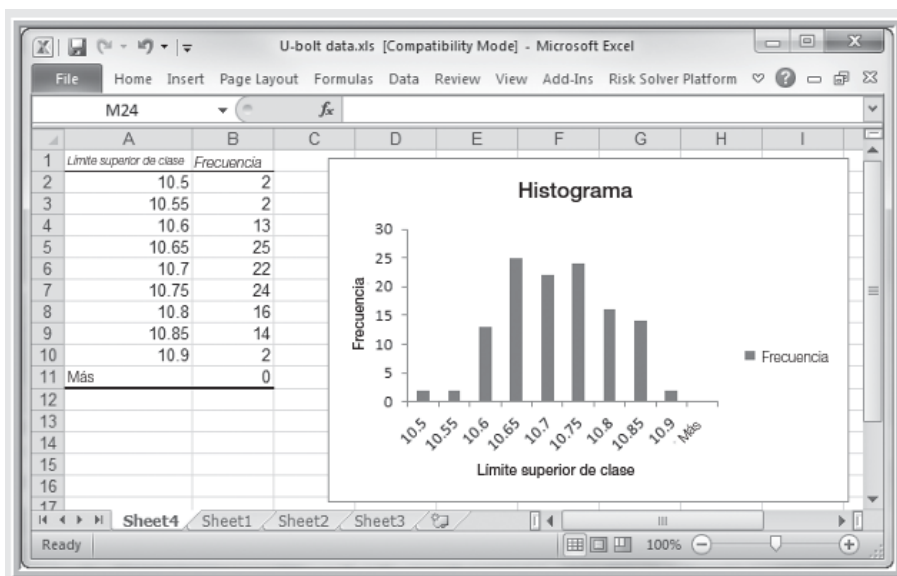 U-bolt data.xls [Compatibility Mode] - Microsoft Excel
File Home Insert Page Layout Formulas Data Review View Add-Ins Risk Solver Platform
M24 fx
A B C D E F G H I
1 Límite superior de clase Frecuencia
2 10.5 2
3 10.55 2
4 10.6 13
5 10.65 25
6 10.7 22
7 10.75 24
8 10.8 16
9 10.85 14
10 10.9 2
11 Más 0
12
13
14
15
16
17
Histograma
30
25
20
15
10
5
0
Frecuencia
10.5 10.55 10.6 10.65 10.7 10.75 10.8 10.85 10.9 Más
Límite superior de clase
Frecuencia
Sheet4 Sheet1 Sheet2 Sheet3
Ready 100%